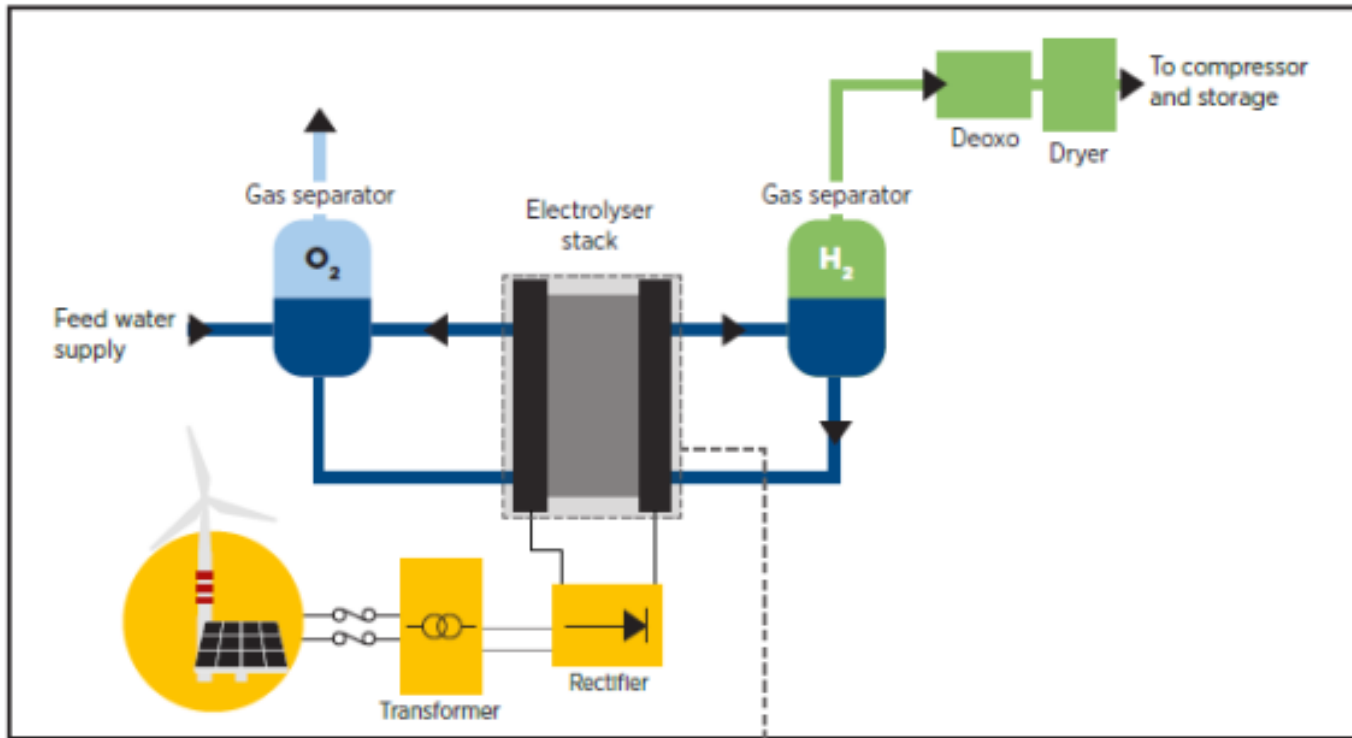 To compressor
and storage
Deoxo
Dryer
Gas separator
Electrolyser
stack
Gas separator
O₂
H₂
Feed water
supply
Rectifier
Transformer